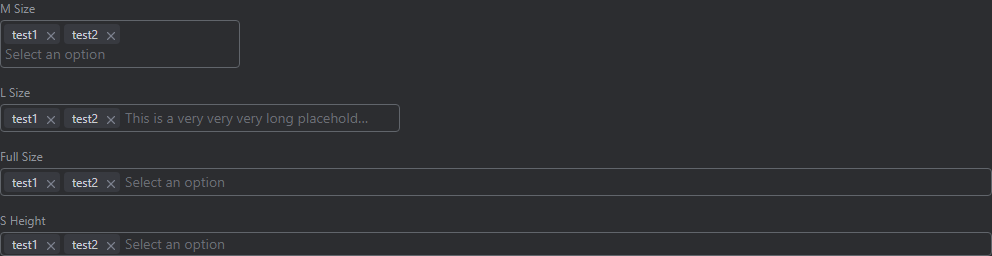 M Size
test1 × test2 ×
Select an option
L Size
test1 × test2 × This is a very very very long placehold...
Full Size
test1 × test2 × Select an option
S Height
test1 × test2 × Select an option